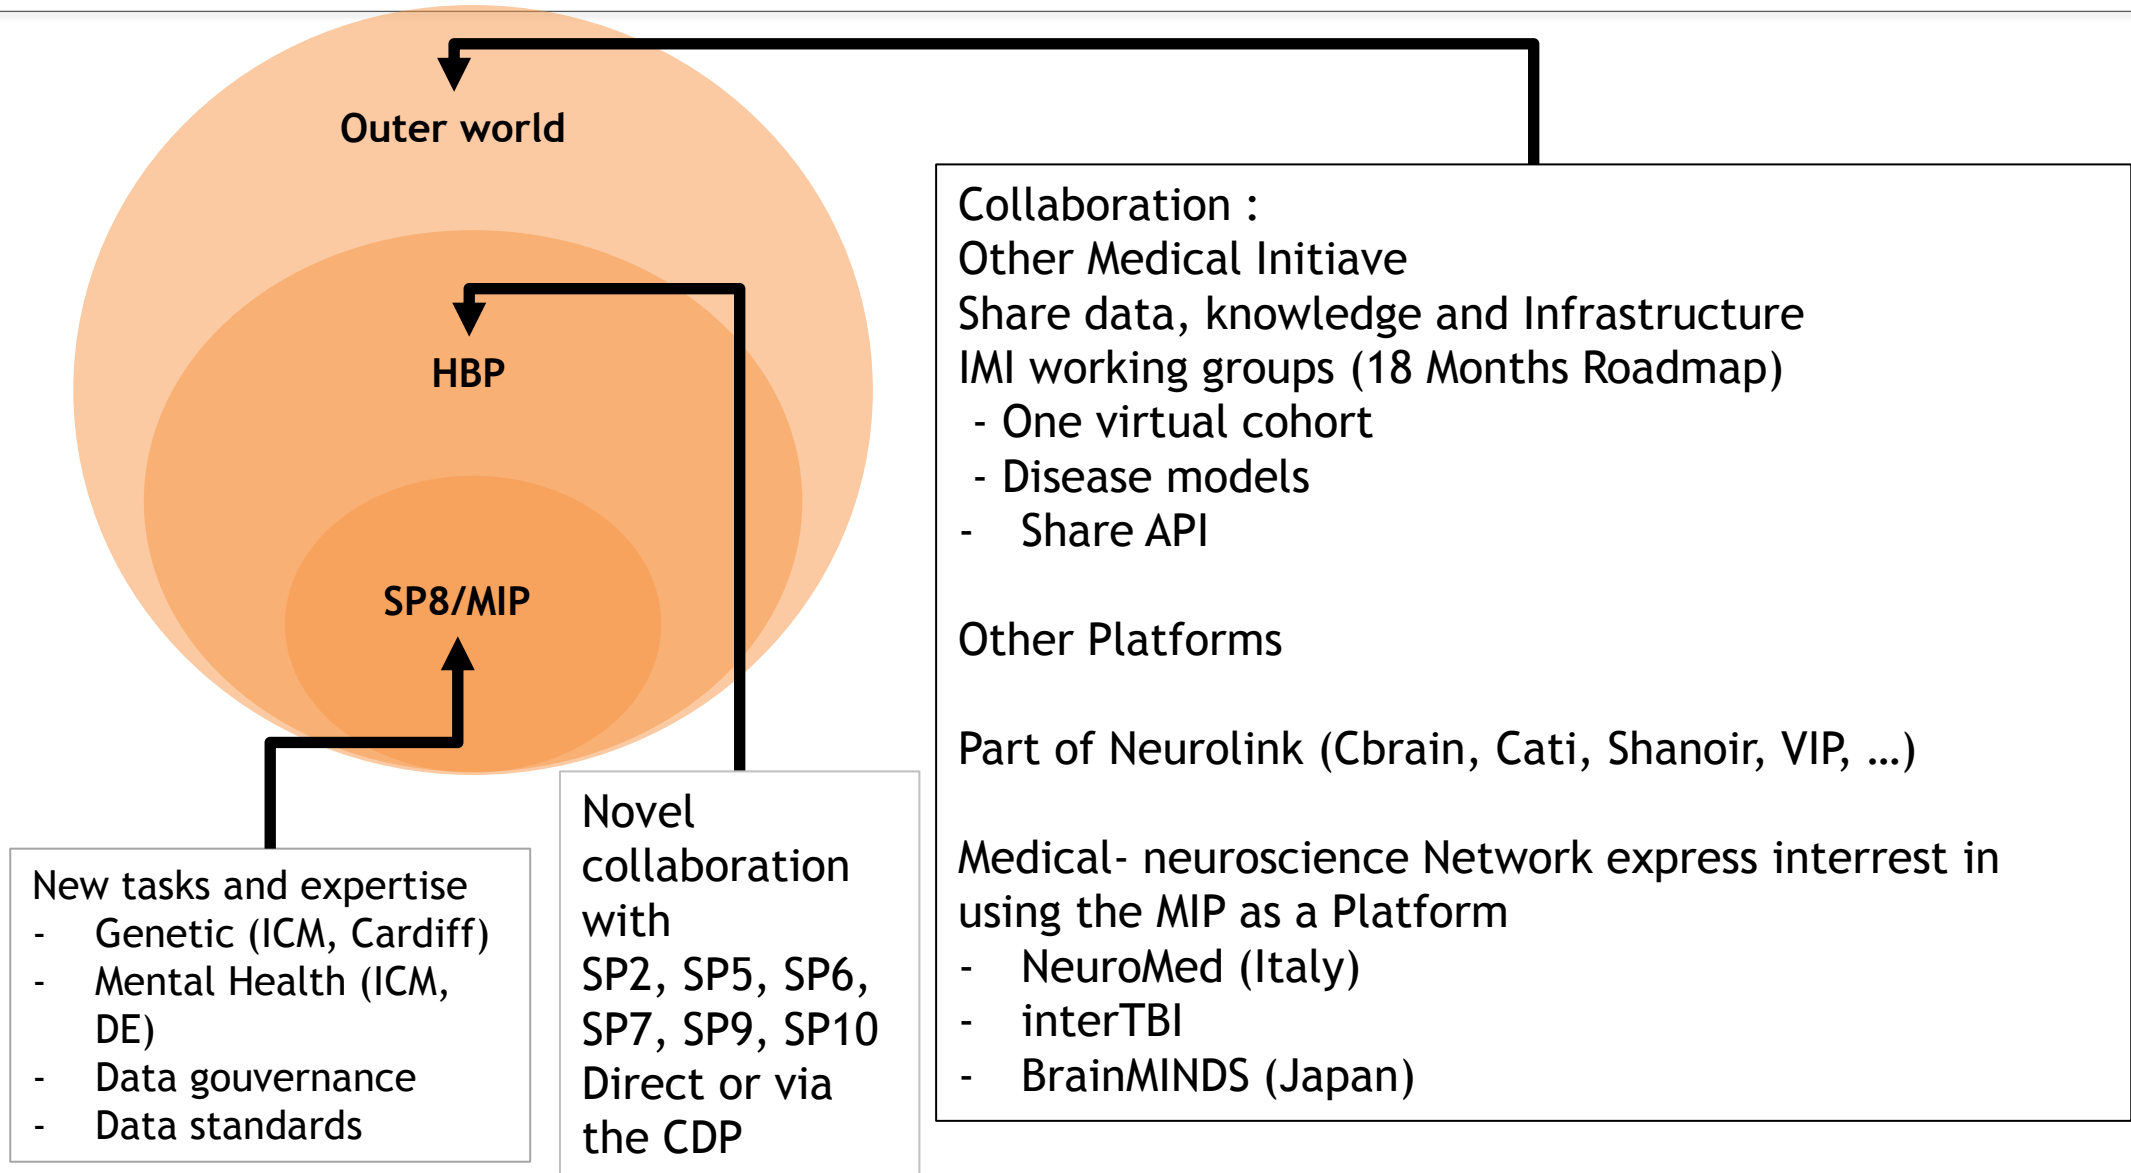 Outer world
HBP
SP8/MIP
New tasks and expertise
- Genetic (ICM, Cardiff)
- Mental Health (ICM,
DE)
- Data gouvernance
- Data standards
Novel
collaboration
with
SP2, SP5, SP6,
SP7, SP9, SP10
Direct or via
the CDP
Collaboration :
Other Medical Initiave
Share data, knowledge and Infrastructure
IMI working groups (18 Months Roadmap)
- One virtual cohort
- Disease models
- Share API
Other Platforms
Part of Neurolink (Cbrain, Cati, Shanoir, VIP, …)
Medical- neuroscience Network express interrest in
using the MIP as a Platform
- NeuroMed (Italy)
- interTBI
- BrainMINDS (Japan)